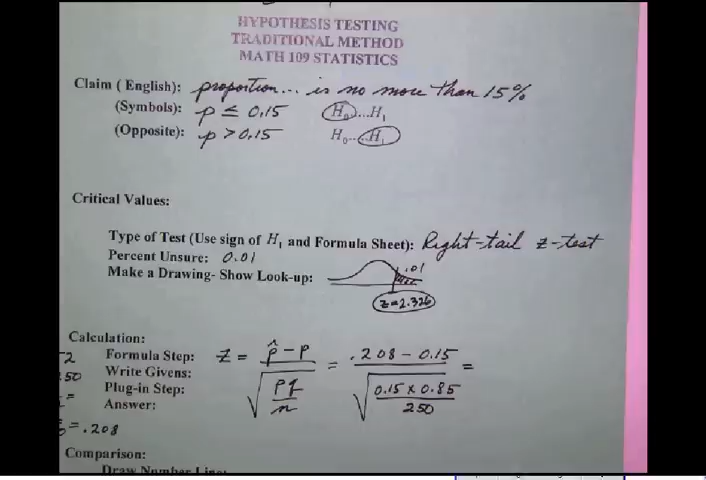 HYPOTHESIS TESTING
TRADITIONAL METHOD
MATH 109 STATISTICS
Claim ( English): proportion... is no more than 15%
(Symbols): p ≤ 0.15 H₀...H₁
(Opposite): p > 0.15 H₀...H₁
Critical Values:
Type of Test (Use sign of H₁ and Formula Sheet): Right-tail z-test
Percent Unsure: 0.01
Make a Drawing- Show Look-up: .01
z=2.326
Calculation:
Formula Step: z = (p̂ - p) / √(pq/n) = (.208 - 0.15) / √((0.15 x 0.85)/250) =
Write Givens:
50
Plug-in Step:
=
Answer:
= .208
Comparison:
Draw Number Line: